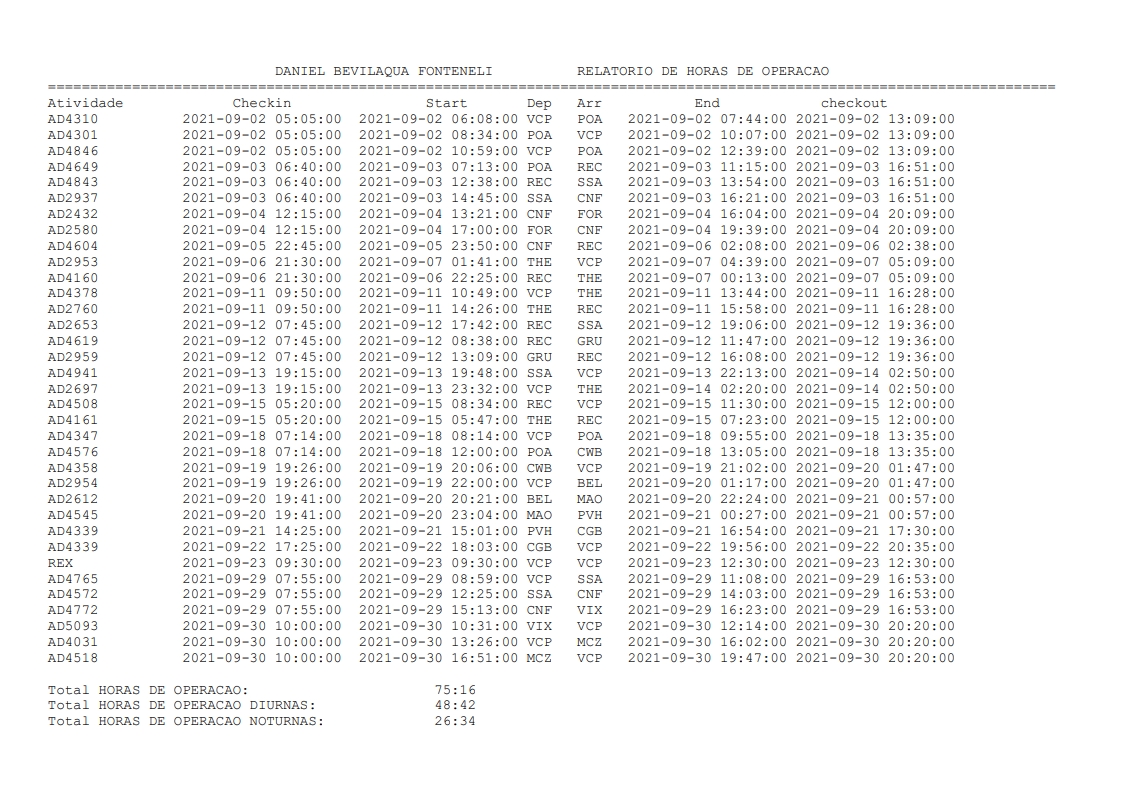 DANIEL BEVILAQUA FONTENELI RELATORIO DE HORAS DE OPERACAO
========================================================================================================================
Atividade Checkin Start Dep Arr End checkout
AD4310 2021-09-02 05:05:00 2021-09-02 06:08:00 VCP POA 2021-09-02 07:44:00 2021-09-02 13:09:00
AD4301 2021-09-02 05:05:00 2021-09-02 08:34:00 POA VCP 2021-09-02 10:07:00 2021-09-02 13:09:00
AD4846 2021-09-02 05:05:00 2021-09-02 10:59:00 VCP POA 2021-09-02 12:39:00 2021-09-02 13:09:00
AD4649 2021-09-03 06:40:00 2021-09-03 07:13:00 POA REC 2021-09-03 11:15:00 2021-09-03 16:51:00
AD4843 2021-09-03 06:40:00 2021-09-03 12:38:00 REC SSA 2021-09-03 13:54:00 2021-09-03 16:51:00
AD2937 2021-09-03 06:40:00 2021-09-03 14:45:00 SSA CNF 2021-09-03 16:21:00 2021-09-03 16:51:00
AD2432 2021-09-04 12:15:00 2021-09-04 13:21:00 CNF FOR 2021-09-04 16:04:00 2021-09-04 20:09:00
AD2580 2021-09-04 12:15:00 2021-09-04 17:00:00 FOR CNF 2021-09-04 19:39:00 2021-09-04 20:09:00
AD4604 2021-09-05 22:45:00 2021-09-05 23:50:00 CNF REC 2021-09-06 02:08:00 2021-09-06 02:38:00
AD2953 2021-09-06 21:30:00 2021-09-07 01:41:00 THE VCP 2021-09-07 04:39:00 2021-09-07 05:09:00
AD4160 2021-09-06 21:30:00 2021-09-06 22:25:00 REC THE 2021-09-07 00:13:00 2021-09-07 05:09:00
AD4378 2021-09-11 09:50:00 2021-09-11 10:49:00 VCP THE 2021-09-11 13:44:00 2021-09-11 16:28:00
AD2760 2021-09-11 09:50:00 2021-09-11 14:26:00 THE REC 2021-09-11 15:58:00 2021-09-11 16:28:00
AD2653 2021-09-12 07:45:00 2021-09-12 17:42:00 REC SSA 2021-09-12 19:06:00 2021-09-12 19:36:00
AD4619 2021-09-12 07:45:00 2021-09-12 08:38:00 REC GRU 2021-09-12 11:47:00 2021-09-12 19:36:00
AD2959 2021-09-12 07:45:00 2021-09-12 13:09:00 GRU REC 2021-09-12 16:08:00 2021-09-12 19:36:00
AD4941 2021-09-13 19:15:00 2021-09-13 19:48:00 SSA VCP 2021-09-13 22:13:00 2021-09-14 02:50:00
AD2697 2021-09-13 19:15:00 2021-09-13 23:32:00 VCP THE 2021-09-14 02:20:00 2021-09-14 02:50:00
AD4508 2021-09-15 05:20:00 2021-09-15 08:34:00 REC VCP 2021-09-15 11:30:00 2021-09-15 12:00:00
AD4161 2021-09-15 05:20:00 2021-09-15 05:47:00 THE REC 2021-09-15 07:23:00 2021-09-15 12:00:00
AD4347 2021-09-18 07:14:00 2021-09-18 08:14:00 VCP POA 2021-09-18 09:55:00 2021-09-18 13:35:00
AD4576 2021-09-18 07:14:00 2021-09-18 12:00:00 POA CWB 2021-09-18 13:05:00 2021-09-18 13:35:00
AD4358 2021-09-19 19:26:00 2021-09-19 20:06:00 CWB VCP 2021-09-19 21:02:00 2021-09-20 01:47:00
AD2954 2021-09-19 19:26:00 2021-09-19 22:00:00 VCP BEL 2021-09-20 01:17:00 2021-09-20 01:47:00
AD2612 2021-09-20 19:41:00 2021-09-20 20:21:00 BEL MAO 2021-09-20 22:24:00 2021-09-21 00:57:00
AD4545 2021-09-20 19:41:00 2021-09-20 23:04:00 MAO PVH 2021-09-21 00:27:00 2021-09-21 00:57:00
AD4339 2021-09-21 14:25:00 2021-09-21 15:01:00 PVH CGB 2021-09-21 16:54:00 2021-09-21 17:30:00
AD4339 2021-09-22 17:25:00 2021-09-22 18:03:00 CGB VCP 2021-09-22 19:56:00 2021-09-22 20:35:00
REX 2021-09-23 09:30:00 2021-09-23 09:30:00 VCP VCP 2021-09-23 12:30:00 2021-09-23 12:30:00
AD4765 2021-09-29 07:55:00 2021-09-29 08:59:00 VCP SSA 2021-09-29 11:08:00 2021-09-29 16:53:00
AD4572 2021-09-29 07:55:00 2021-09-29 12:25:00 SSA CNF 2021-09-29 14:03:00 2021-09-29 16:53:00
AD4772 2021-09-29 07:55:00 2021-09-29 15:13:00 CNF VIX 2021-09-29 16:23:00 2021-09-29 16:53:00
AD5093 2021-09-30 10:00:00 2021-09-30 10:31:00 VIX VCP 2021-09-30 12:14:00 2021-09-30 20:20:00
AD4031 2021-09-30 10:00:00 2021-09-30 13:26:00 VCP MCZ 2021-09-30 16:02:00 2021-09-30 20:20:00
AD4518 2021-09-30 10:00:00 2021-09-30 16:51:00 MCZ VCP 2021-09-30 19:47:00 2021-09-30 20:20:00
Total HORAS DE OPERACAO: 75:16
Total HORAS DE OPERACAO DIURNAS: 48:42
Total HORAS DE OPERACAO NOTURNAS: 26:34